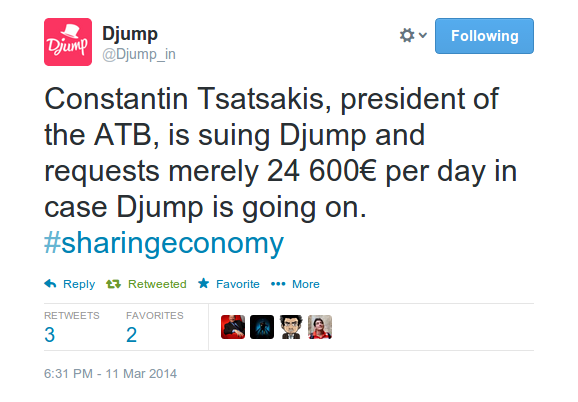 Djump
Djump
@Djump_in
Following
Constantin Tsatsakis, president of
the ATB, is suing Djump and
requests merely 24 600€ per day in
case Djump is going on.
#sharingeconomy
Reply Retweeted Favorite More
RETWEETS FAVORITES
3 2
6:31 PM - 11 Mar 2014